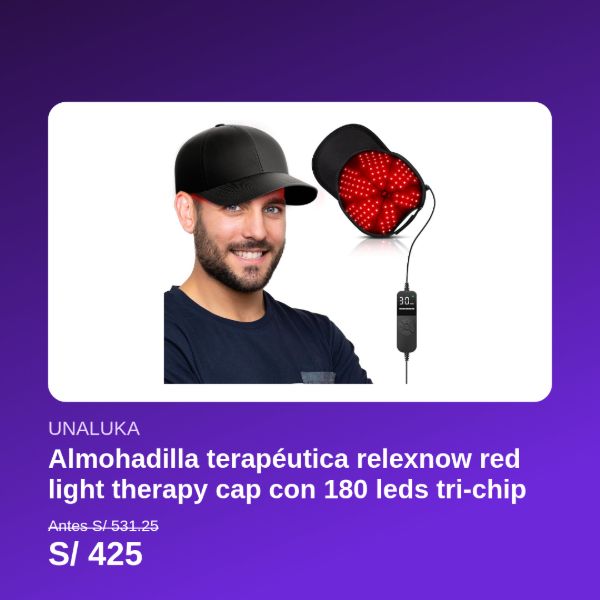 30
UNALUKA
Almohadilla terapéutica relexnow red
light therapy cap con 180 leds tri-chip
Antes S/ 531.25
S/ 425